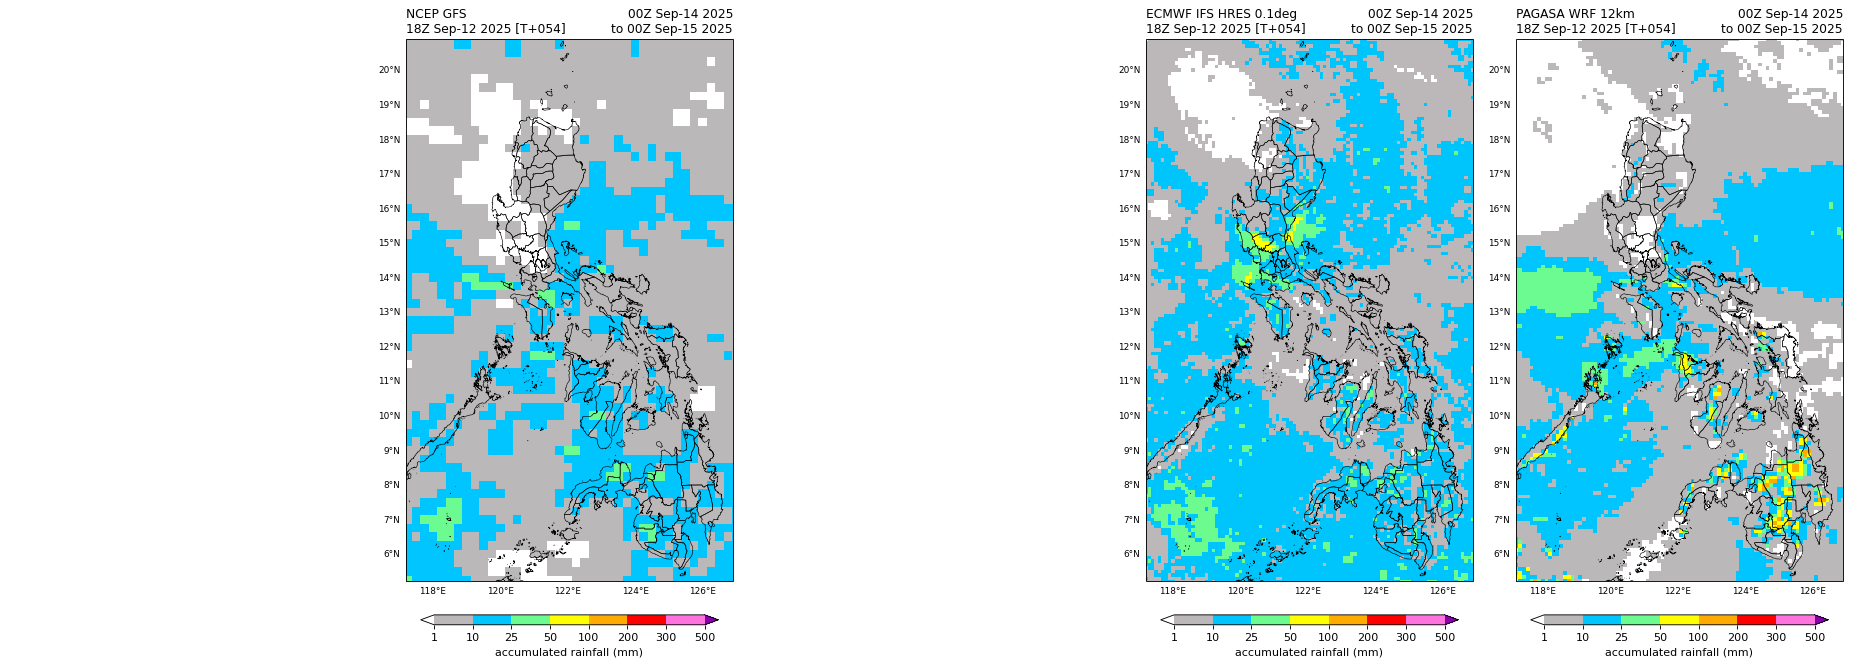 NCEP GFS 00Z Sep-14 2025
18Z Sep-12 2025 [T+054] to 00Z Sep-15 2025
20°N
19°N
18°N
17°N
16°N
15°N
14°N
13°N
12°N
11°N
10°N
9°N
8°N
7°N
6°N
118°E 120°E 122°E 124°E 126°E
1 10 25 50 100 200 300 500
accumulated rainfall (mm)
ECMWF IFS HRES 0.1deg 00Z Sep-14 2025
18Z Sep-12 2025 [T+054] to 00Z Sep-15 2025
20°N
19°N
18°N
17°N
16°N
15°N
14°N
13°N
12°N
11°N
10°N
9°N
8°N
7°N
6°N
118°E 120°E 122°E 124°E 126°E
1 10 25 50 100 200 300 500
accumulated rainfall (mm)
PAGASA WRF 12km 00Z Sep-14 2025
18Z Sep-12 2025 [T+054] to 00Z Sep-15 2025
20°N
19°N
18°N
17°N
16°N
15°N
14°N
13°N
12°N
11°N
10°N
9°N
8°N
7°N
6°N
118°E 120°E 122°E 124°E 126°E
1 10 25 50 100 200 300 500
accumulated rainfall (mm)